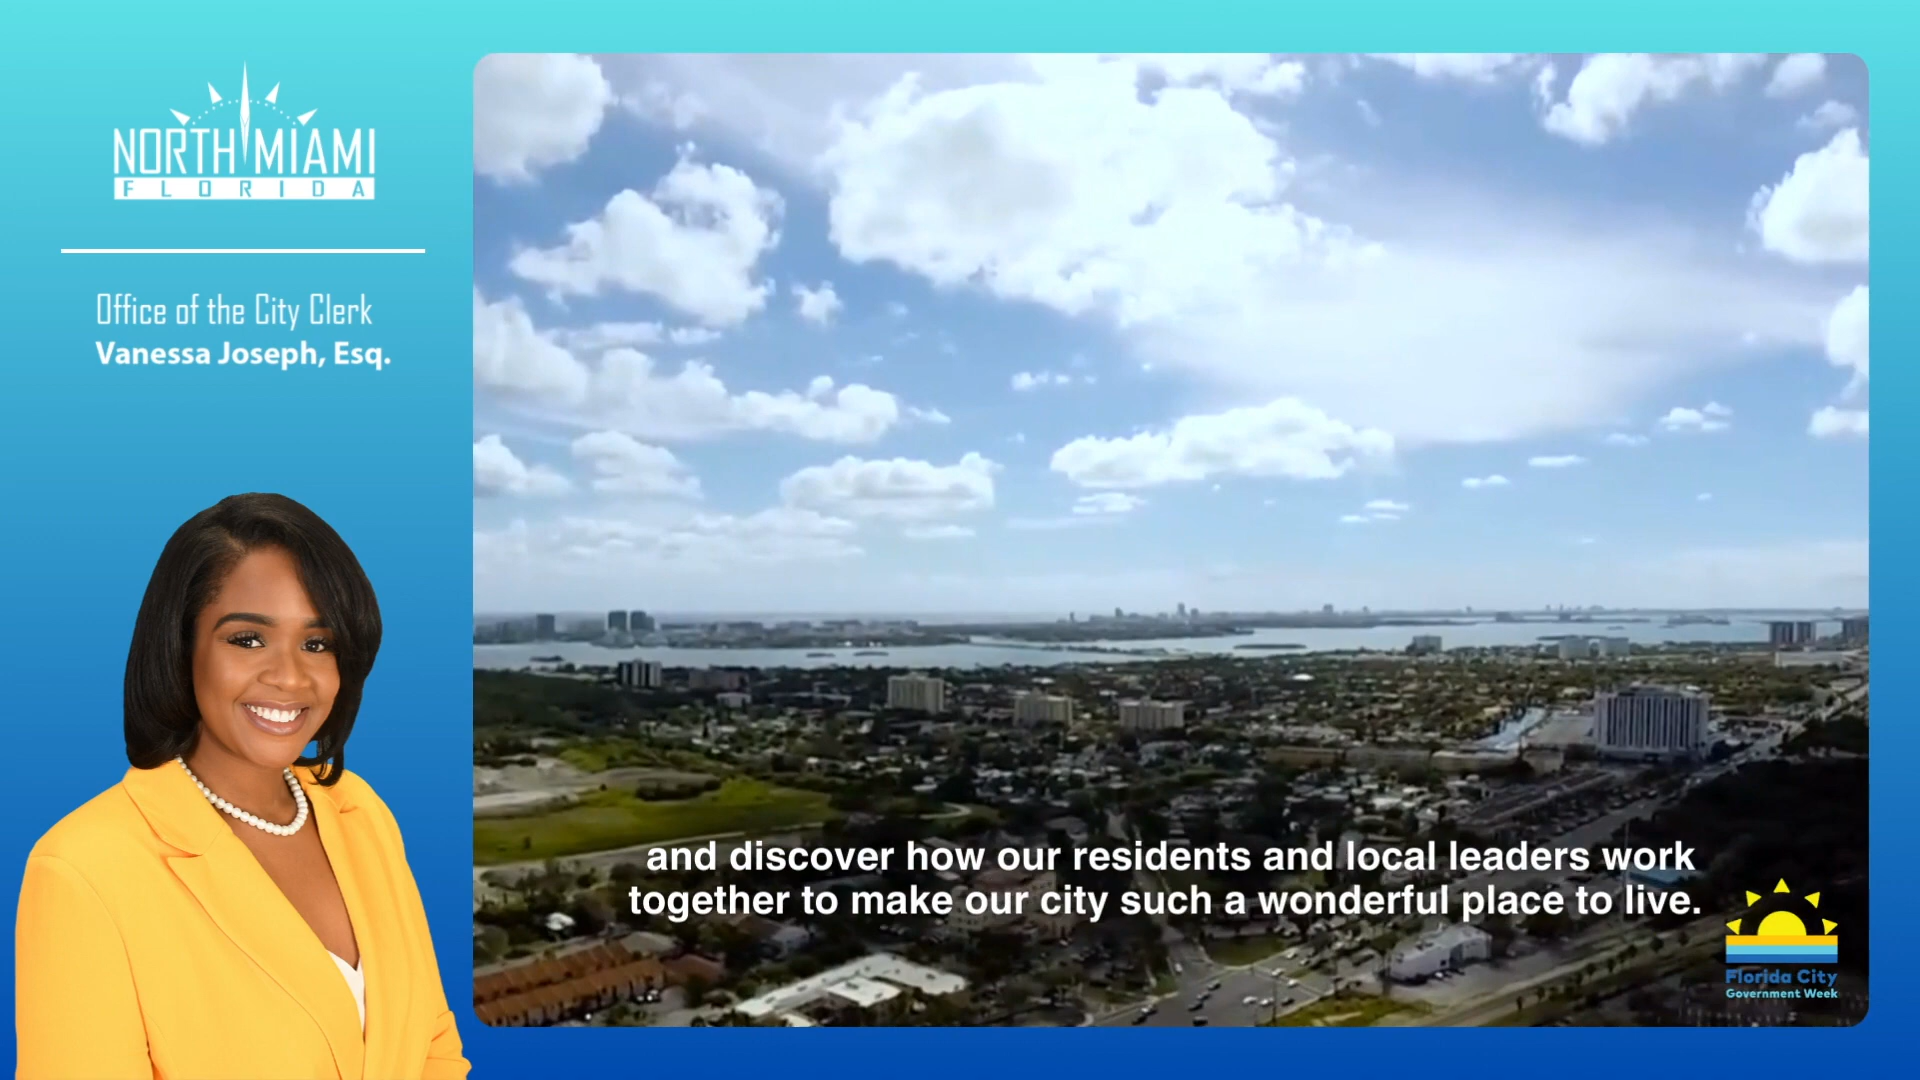 NORTH MIAMI
FLORIDA
Office of the City Clerk
Vanessa Joseph, Esq.
and discover how our residents and local leaders work
together to make our city such a wonderful place to live.
Florida City
Government Week